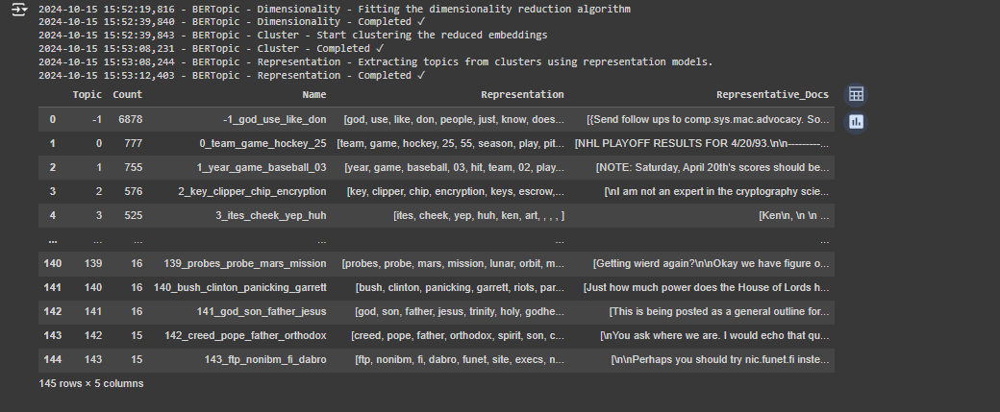 2024-10-15 15:52:19,816 - BERTopic - Dimensionality - Fitting the dimensionality reduction algorithm
2024-10-15 15:52:39,840 - BERTopic - Dimensionality - Completed ✓
2024-10-15 15:52:39,843 - BERTopic - Cluster - Start clustering the reduced embeddings
2024-10-15 15:53:08,231 - BERTopic - Cluster - Completed ✓
2024-10-15 15:53:08,244 - BERTopic - Representation - Extracting topics from clusters using representation models.
2024-10-15 15:53:12,403 - BERTopic - Representation - Completed ✓
Topic Count Name Representation Representative_Docs
0 -1 6878 -1_god_use_like_don [god, use, like, don, people, just, know, does... [{Send follow ups to comp.sys.mac.advocacy. So...
1 0 777 0_team_game_hockey_25 [team, game, hockey, 25, 55, season, play, pit... [NHL PLAYOFF RESULTS FOR 4/20/93.\n\n---------...
2 1 755 1_year_game_baseball_03 [year, game, baseball, 03, hit, team, 02, play... [NOTE: Saturday, April 20th's scores should be...
3 2 576 2_key_clipper_chip_encryption [key, clipper, chip, encryption, keys, escrow,... [\nI am not an expert in the cryptography scie...
4 3 525 3_ites_cheek_yep_huh [ites, cheek, yep, huh, ken, art, , , , ] [Ken\n, \n \n ...
... ... ... ... ... ...
140 139 16 139_probes_probe_mars_mission [probes, probe, mars, mission, lunar, orbit, m... [Getting wierd again?\n\nOkay we have figure o...
141 140 16 140_bush_clinton_panicking_garrett [bush, clinton, panicking, garrett, riots, par... [Just how much power does the House of Lords h...
142 141 16 141_god_son_father_jesus [god, son, father, jesus, trinity, holy, godhe... [This is being posted as a general outline for...
143 142 15 142_creed_pope_father_orthodox [creed, pope, father, orthodox, spirit, son, c... [\nYou ask where we are. I would echo that qu...
144 143 15 143_ftp_nonibm_fi_dabro [ftp, nonibm, fi, dabro, funet, site, execs, n... [\n\nPerhaps you should try nic.funet.fi inste...
145 rows × 5 columns